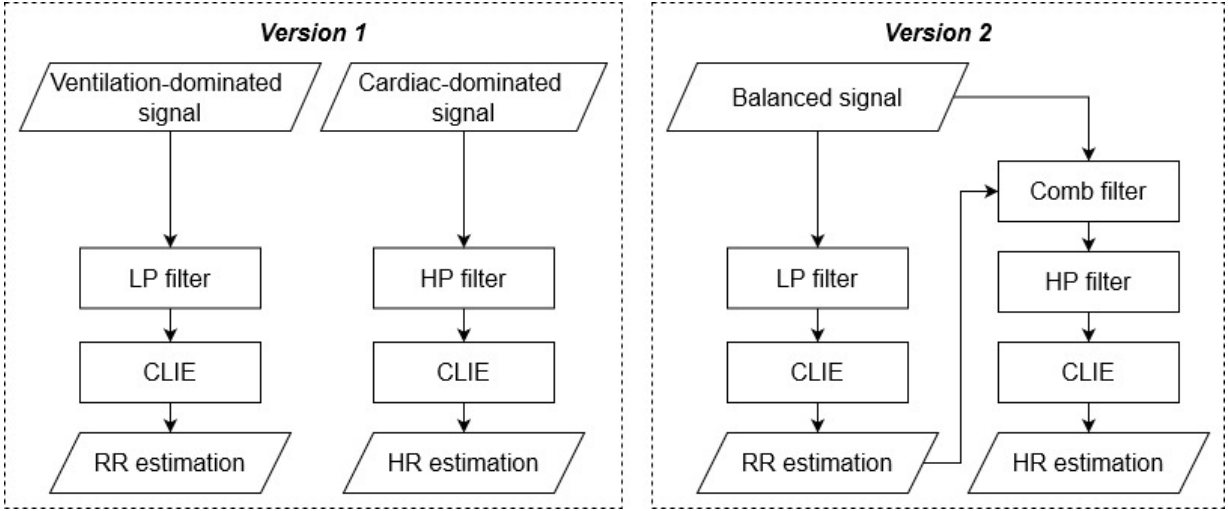 Version 1
Ventilation-dominated
signal
Cardiac-dominated
signal
LP filter
HP filter
CLIE
CLIE
RR estimation
HR estimation
Version 2
Balanced signal
Comb filter
LP filter
HP filter
CLIE
CLIE
RR estimation
HR estimation